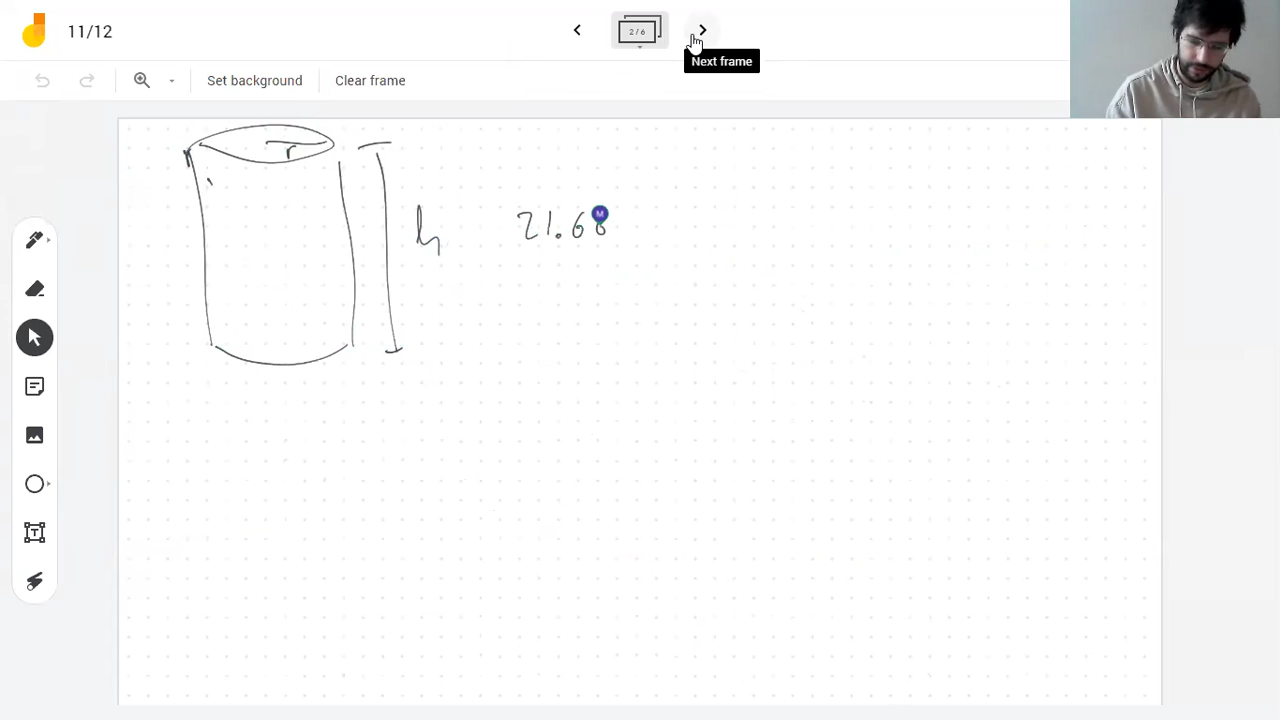 11/12
2 / 6
Next frame
Set background
Clear frame
r
h
21.68
M
T